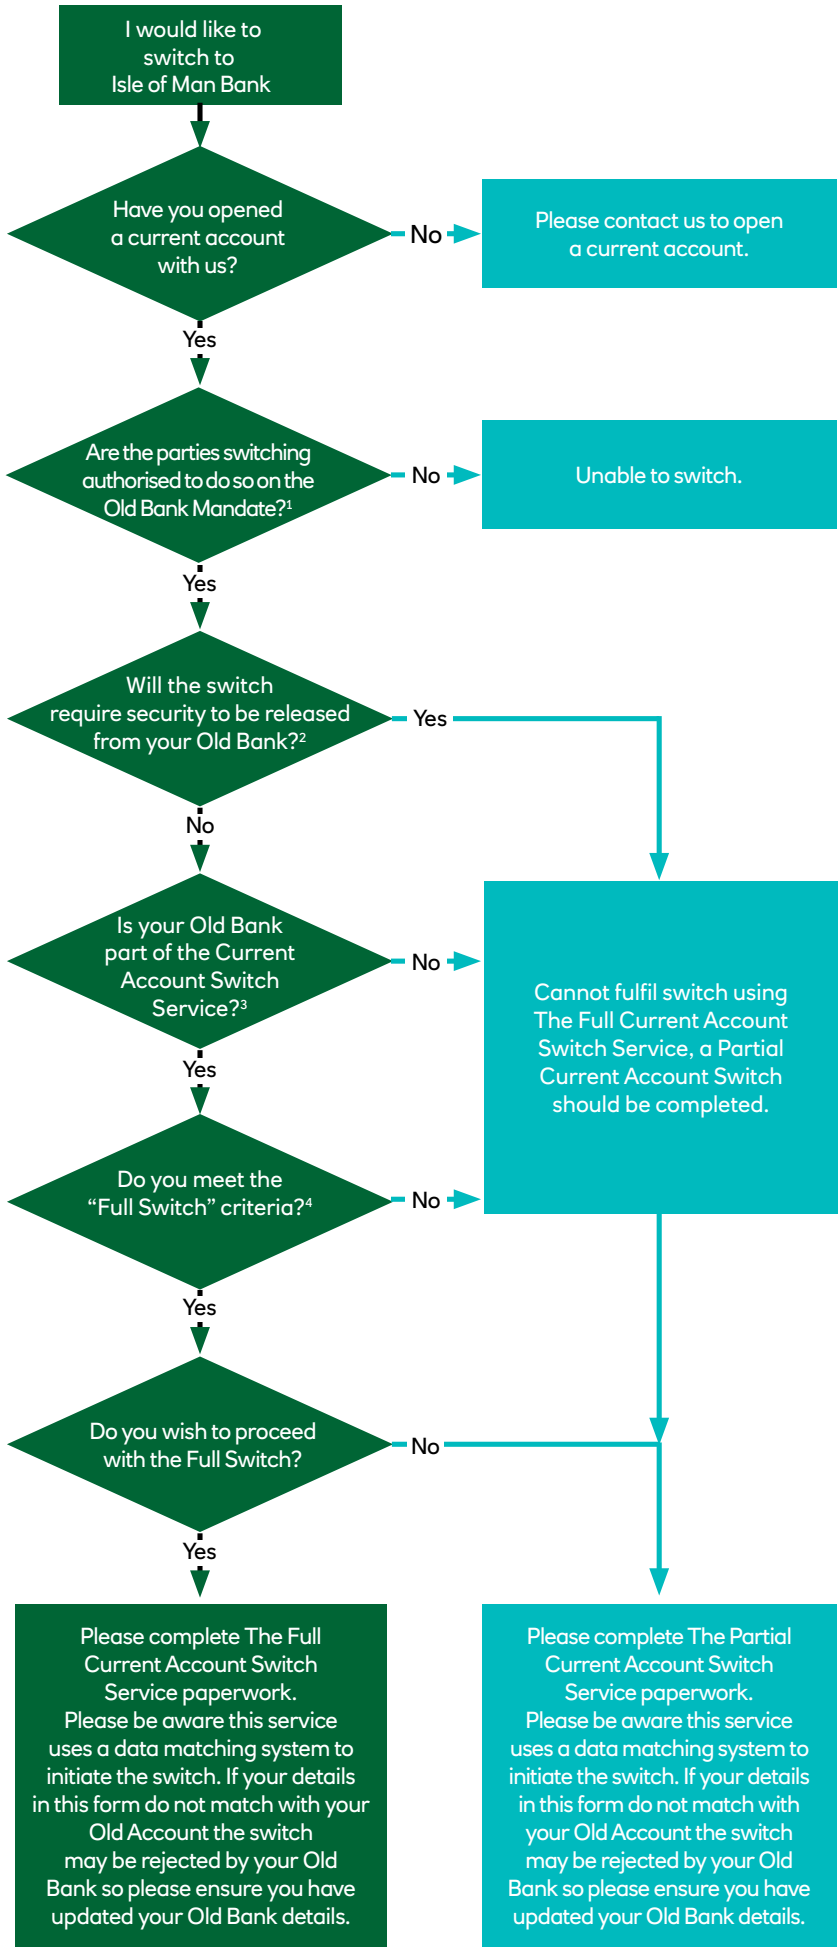 I would like to
switch to
Isle of Man Bank
Have you opened
a current account
with us?
No
Please contact us to open
a current account.
Yes
Are the parties switching
authorised to do so on the
Old Bank Mandate?¹
No
Unable to switch.
Yes
Will the switch
require security to be released
from your Old Bank?²
Yes
No
Is your Old Bank
part of the Current
Account Switch
Service?³
No
Cannot fulfil switch using
The Full Current Account
Switch Service, a Partial
Current Account Switch
should be completed.
Yes
Do you meet the
“Full Switch” criteria?⁴
No
Yes
Do you wish to proceed
with the Full Switch?
No
Yes
Please complete The Full
Current Account Switch
Service paperwork.
Please be aware this service
uses a data matching system to
initiate the switch. If your details
in this form do not match with your
Old Account the switch
may be rejected by your Old
Bank so please ensure you have
updated your Old Bank details.
Please complete The Partial
Current Account Switch
Service paperwork.
Please be aware this service
uses a data matching system to
initiate the switch. If your details
in this form do not match with
your Old Account the switch
may be rejected by your Old
Bank so please ensure you have
updated your Old Bank details.